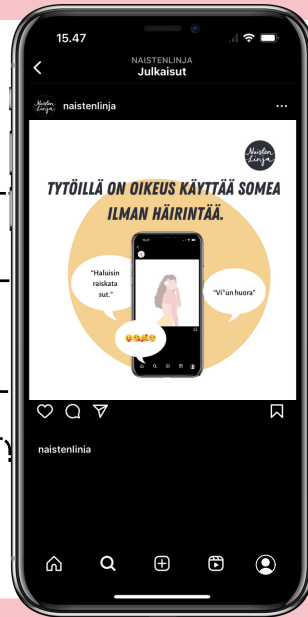 15.47
NAISTENLINJA
Julkaisut
naistenlinja
Naisten
Linja
TYTÖILLÄ ON OIKEUS KÄYTTÄÄ SOMEA
ILMAN HÄIRINTÄÄ.
"Haluisin
raiskata
sut."
"Vi*un huora"
naistenlinja